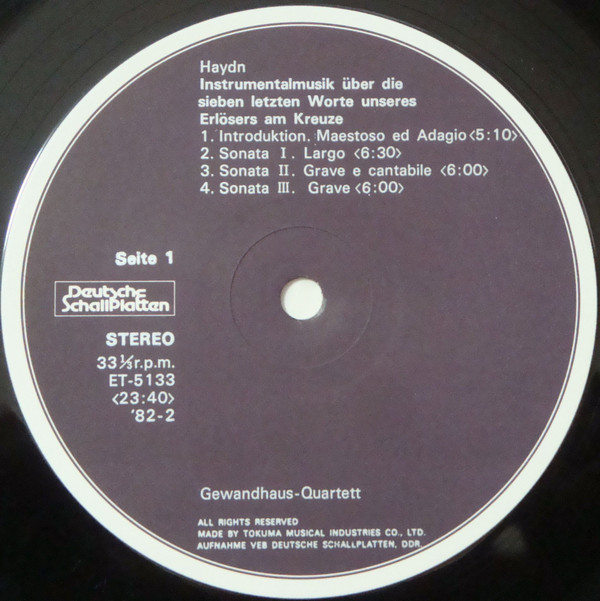 Haydn
Instrumentalmusik über die
sieben letzten Worte unseres
Erlösers am Kreuze
1. Introduktion. Maestoso ed Adagio <5:10>
2. Sonata Ⅰ. Largo <6:30>
3. Sonata Ⅱ. Grave e cantabile <6:00>
4. Sonata Ⅲ. Grave <6:00>
Seite 1
Deutsche
SchallPlatten
STEREO
33⅓r.p.m.
ET-5133
<23:40>
'82-2
Gewandhaus-Quartett
ALL RIGHTS RESERVED
MADE BY TOKUMA MUSICAL INDUSTRIES CO., LTD.
AUFNAHME VEB DEUTSCHE SCHALLPLATTEN, DDR.